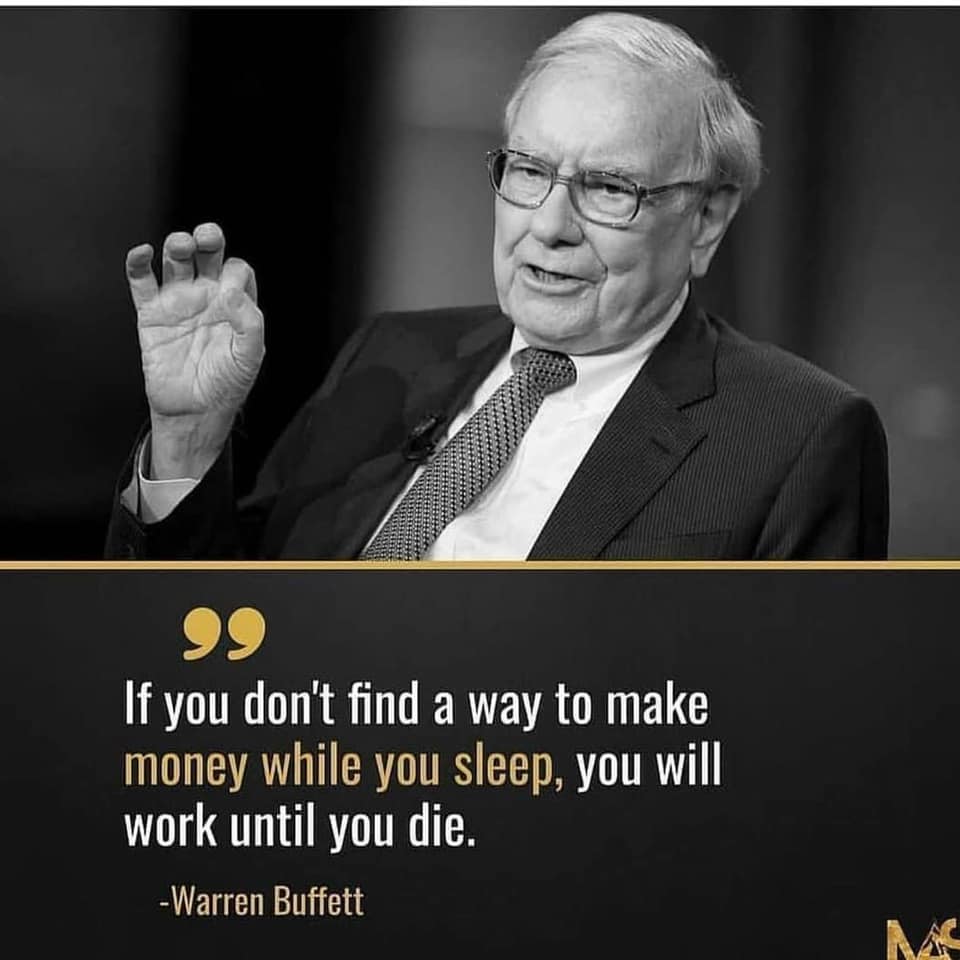 If you don't find a way to make
money while you sleep, you will
work until you die.
-Warren Buffett